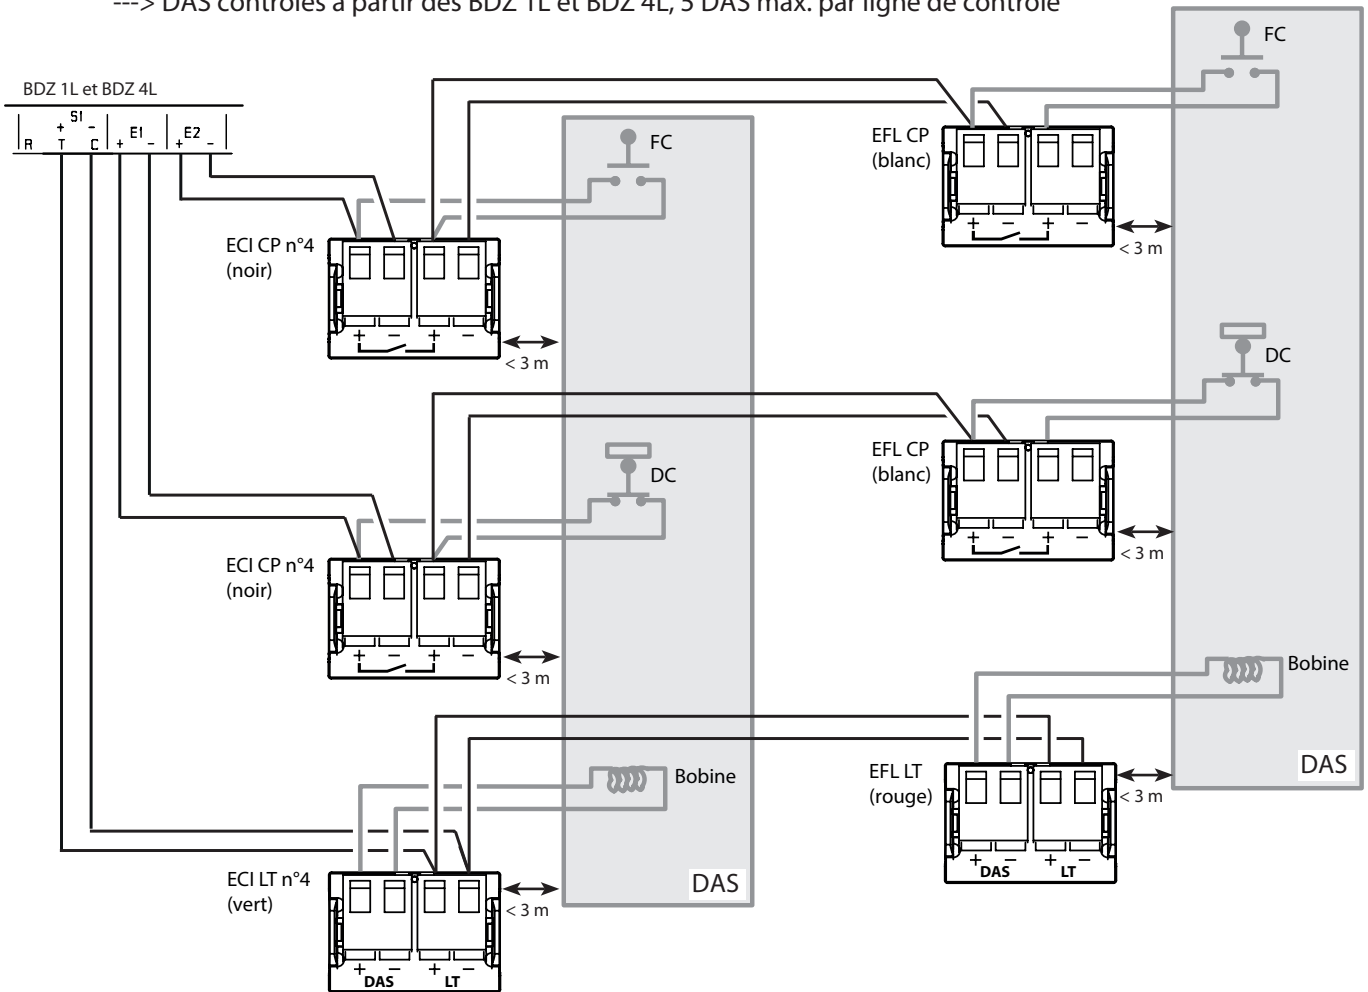 ---> DAS contrôlés à partir des BDZ 1L et BDZ 4L, 5 DAS max. par ligne de contrôle
BDZ 1L et BDZ 4L
S1
+ -
R T C
E1
+ -
E2
+ -
FC
EFL CP
(blanc)
+ - + -
< 3 m
FC
ECI CP n°4
(noir)
+ - + -
< 3 m
DC
EFL CP
(blanc)
+ - + -
< 3 m
DC
ECI CP n°4
(noir)
+ - + -
< 3 m
Bobine
DAS
EFL LT
(rouge)
+ - + -
DAS LT
< 3 m
Bobine
DAS
ECI LT n°4
(vert)
+ - + -
DAS LT
< 3 m